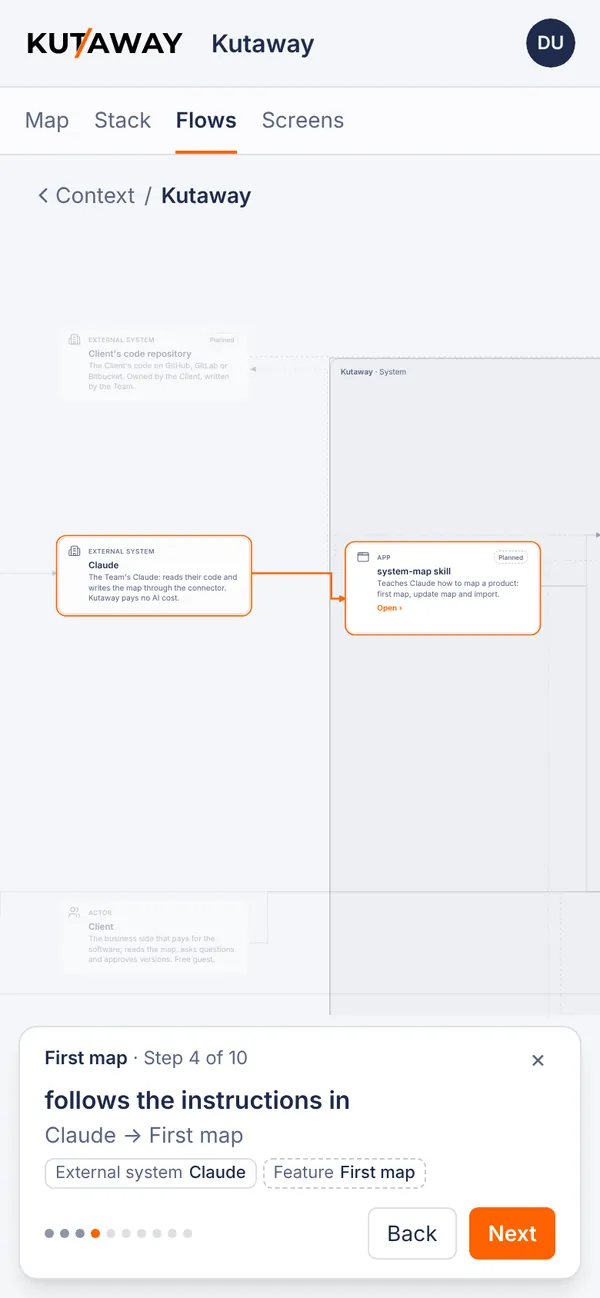 KUTAWAY Kutaway DU
Map Stack Flows Screens
Context / Kutaway
EXTERNAL SYSTEM Planned
Client's code repository
The Client's code on GitHub, GitLab or
Bitbucket. Owned by the Client, written
by the Team.
Kutaway · System
EXTERNAL SYSTEM
Claude
The Team's Claude: reads their code and
writes the map through the connector.
Kutaway pays no AI cost.
APP Planned
system-map skill
Teaches Claude how to map a product:
first map, update map and import.
Open ›
ACTOR
Client
The business side that pays for the
software; reads the map, asks questions
and approves versions. Free guest.
First map · Step 4 of 10
follows the instructions in
Claude → First map
External system Claude Feature First map
Back Next